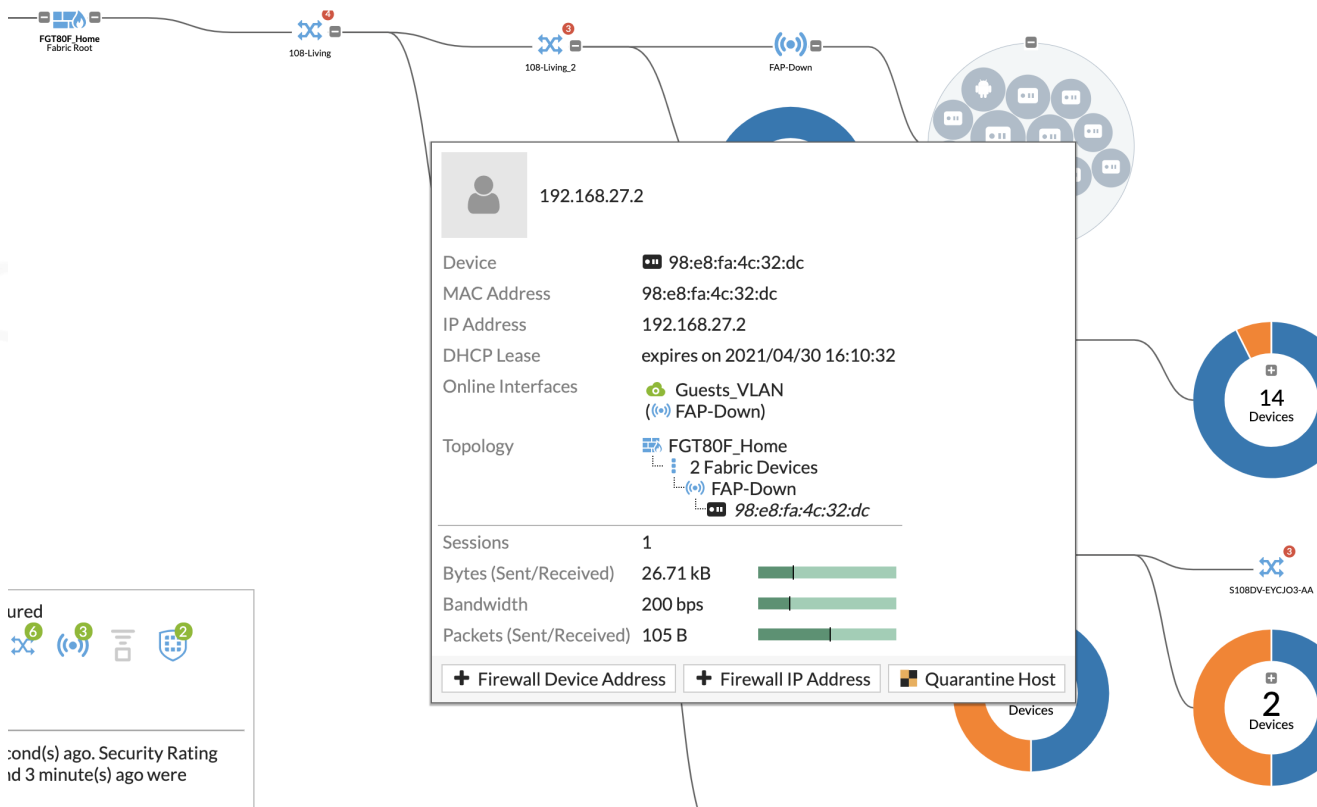 4
3
FGT80F_Home
Fabric Root
108-Living
108-Living_2
FAP-Down
192.168.27.2
Device 98:e8:fa:4c:32:dc
MAC Address 98:e8:fa:4c:32:dc
IP Address 192.168.27.2
DHCP Lease expires on 2021/04/30 16:10:32
Online Interfaces Guests_VLAN
(FAP-Down)
Topology FGT80F_Home
2 Fabric Devices
FAP-Down
98:e8:fa:4c:32:dc
Sessions 1
Bytes (Sent/Received) 26.71 kB
Bandwidth 200 bps
Packets (Sent/Received) 105 B
Firewall Device Address Firewall IP Address Quarantine Host
14
Devices
3
S108DV-EYCJO3-AA
2
Devices
Devices
ured
6 3 2
cond(s) ago. Security Rating
nd 3 minute(s) ago were